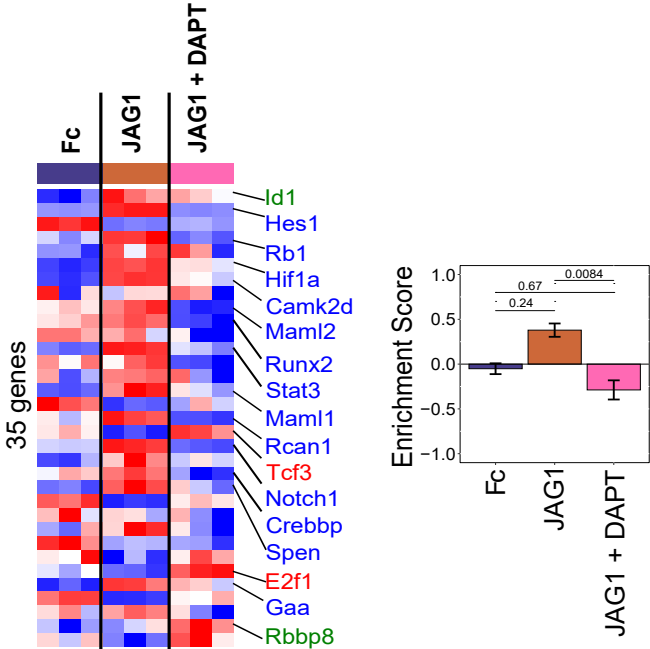 Fc
JAG1
JAG1 + DAPT
35 genes
Id1
Hes1
Rb1
Hif1a
Camk2d
Maml2
Runx2
Stat3
Maml1
Rcan1
Tcf3
Notch1
Crebbp
Spen
E2f1
Gaa
Rbbp8
Enrichment Score
1.0
0.5
0.0
−0.5
−1.0
0.0084
0.67
0.24
Fc
JAG1
JAG1 + DAPT